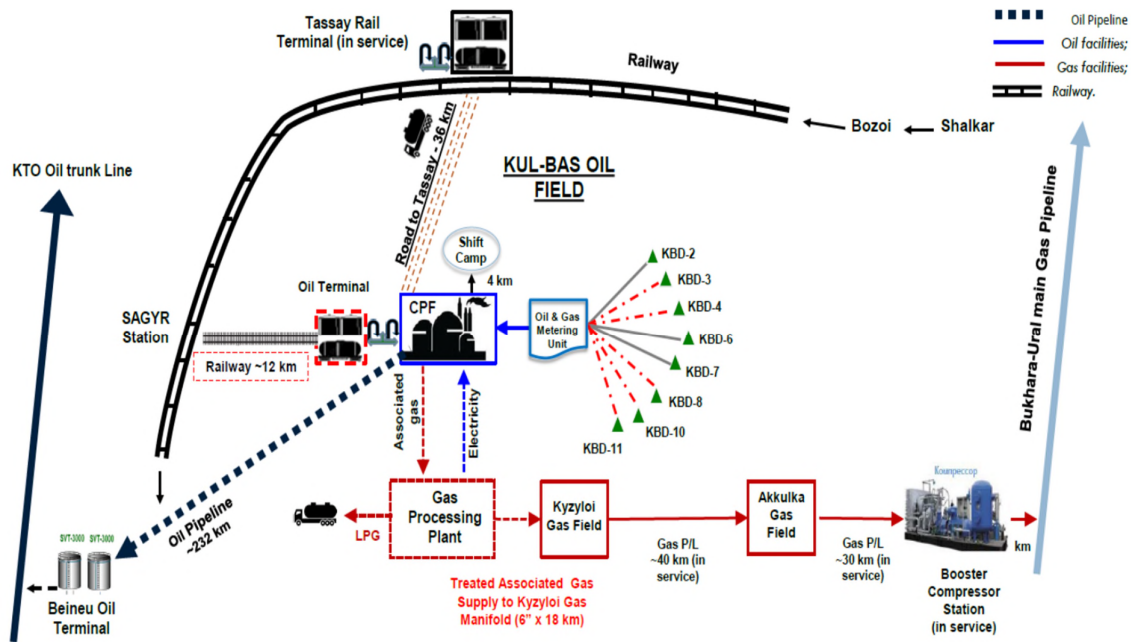 Tassay Rail
Terminal (in service)
Railway
Oil Pipeline
Oil facilities;
Gas facilities;
Railway.
Bozoi
Shalkar
KTO Oil trunk Line
KUL-BAS OIL
FIELD
Road to Tassay - 36 km
Bukhara-Ural main Gas Pipeline
Shift
Camp
4 km
KBD-2
KBD-3
KBD-4
KBD-6
KBD-7
KBD-8
KBD-10
KBD-11
Oil Terminal
CPF
Oil & Gas
Metering
Unit
SAGYR
Station
Railway ~12 km
Associated
gas
Electricity
Oil Pipeline
~232 km
Gas
Processing
Plant
LPG
Kyzyloi
Gas Field
Akkulka
Gas
Field
Компрессор
km
Gas P/L
~40 km (in
service)
Gas P/L
~30 km (in
service)
Booster
Compressor
Station
(in service)
Treated Associated Gas
Supply to Kyzyloi Gas
Manifold (6" x 18 km)
SVT-3000 SVT-3000
Beineu Oil
Terminal